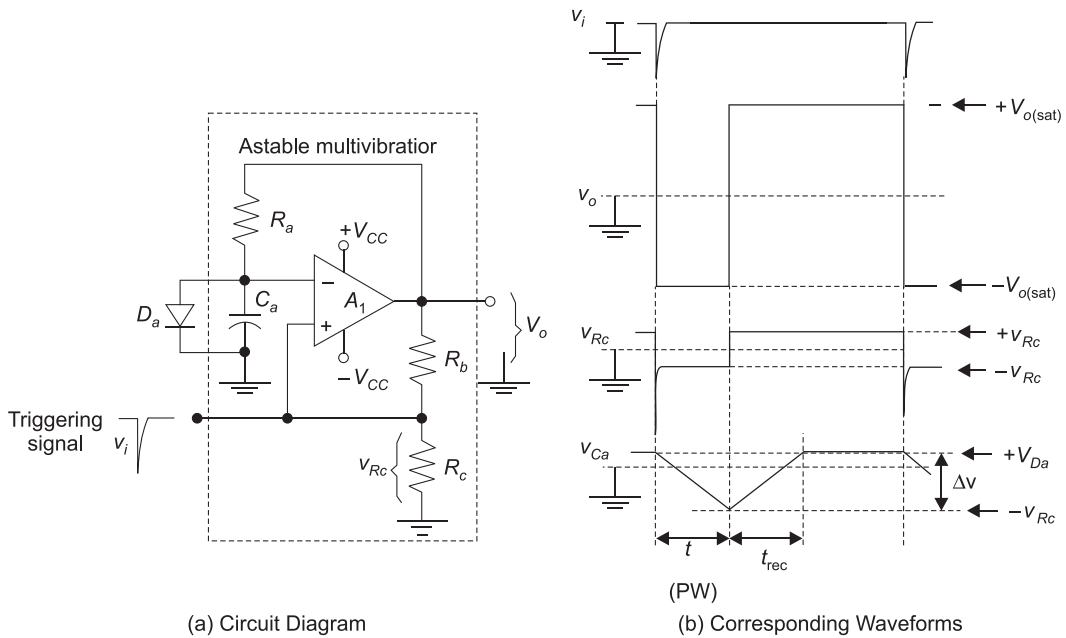 Astable multivibratior
R_a
+V_CC
C_a
−
A_1
+
D_a
−V_CC
R_b
V_o
Triggering
signal
v_i
v_Rc
R_c
(a) Circuit Diagram
v_i
+V_o(sat)
v_o
−V_o(sat)
v_Rc
+v_Rc
−v_Rc
v_Ca
+V_Da
Δv
−v_Rc
t
t_rec
(PW)
(b) Corresponding Waveforms